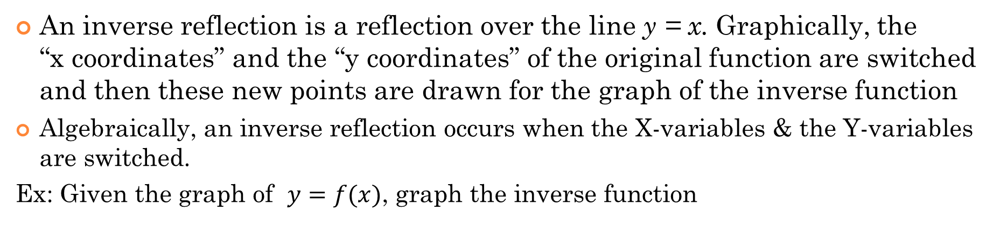 An inverse reflection is a reflection over the line y = x. Graphically, the
“x coordinates” and the “y coordinates” of the original function are switched
and then these new points are drawn for the graph of the inverse function
Algebraically, an inverse reflection occurs when the X-variables & the Y-variables
are switched.
Ex: Given the graph of y = f(x), graph the inverse function